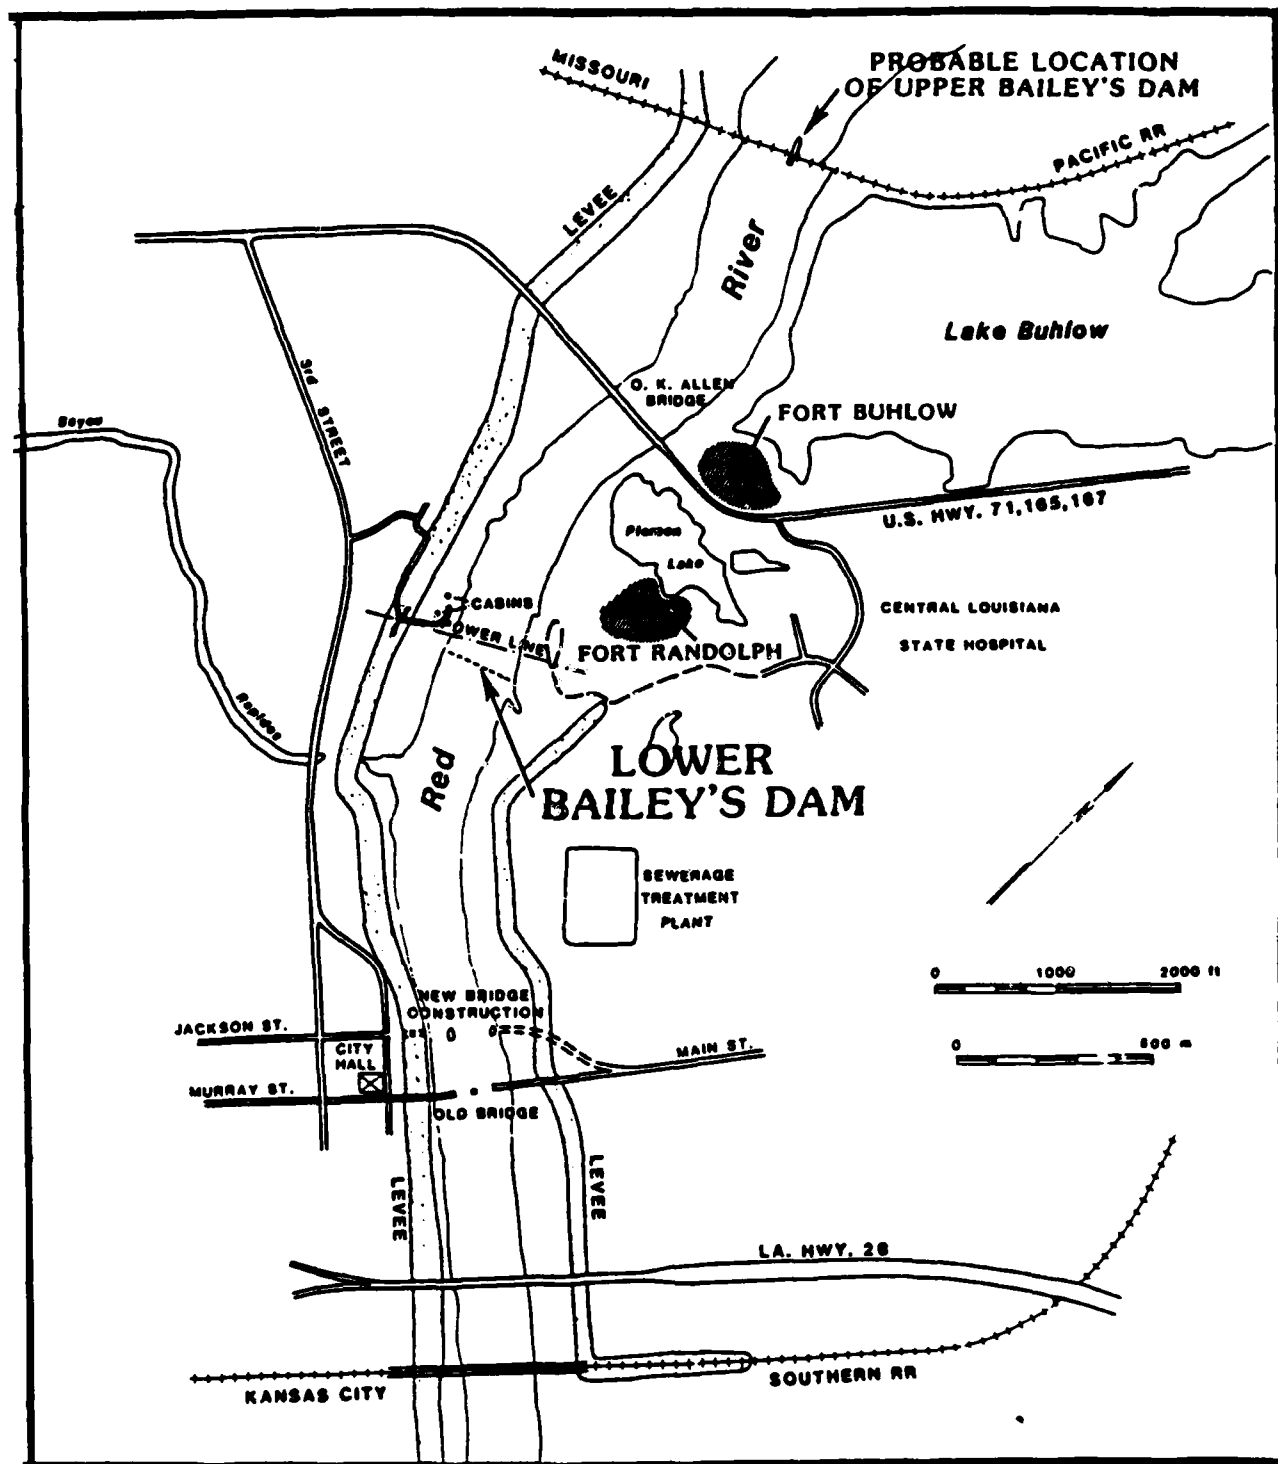 MISSOURI
PROBABLE LOCATION
OF UPPER BAILEY'S DAM
PACIFIC RR
LEVEE
River
Lake Buhlow
3rd STREET
O. K. ALLEN
BRIDGE
FORT BUHLOW
Bayou
U.S. HWY. 71,165,167
Pierson
Lake
CABINS
CENTRAL LOUISIANA
STATE HOSPITAL
OWER LINE
FORT RANDOLPH
Rapides
Red
LOWER
BAILEY'S DAM
SEWERAGE
TREATMENT
PLANT
0 1000 2000 ft
0 500 m
NEW BRIDGE
CONSTRUCTION
JACKSON ST.
CITY
HALL
MAIN ST.
MURRAY ST.
OLD BRIDGE
LEVEE
LEVEE
LA. HWY, 28
KANSAS CITY
SOUTHERN RR